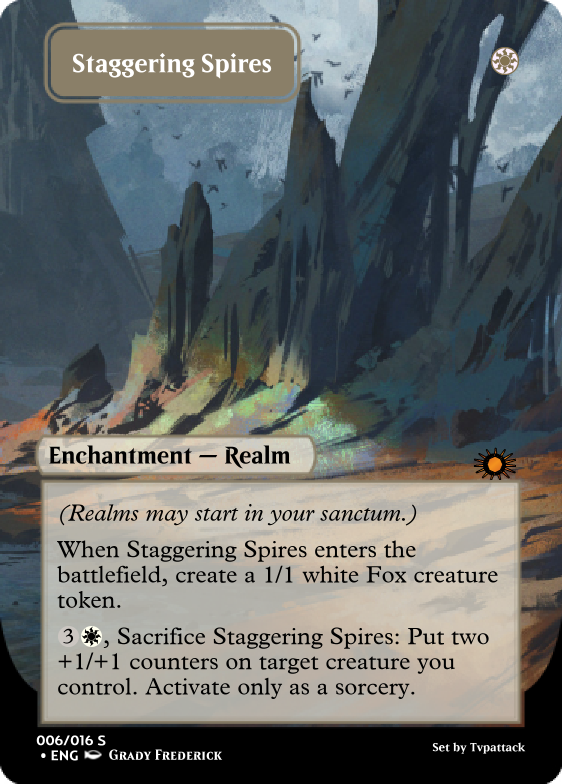 Staggering Spires
Enchantment — Realm
(Realms may start in your sanctum.)
When Staggering Spires enters the
battlefield, create a 1/1 white Fox creature
token.
3 , Sacrifice Staggering Spires: Put two
+1/+1 counters on target creature you
control. Activate only as a sorcery.
006/016 S
• ENG Grady Frederick
Set by Tvpattack